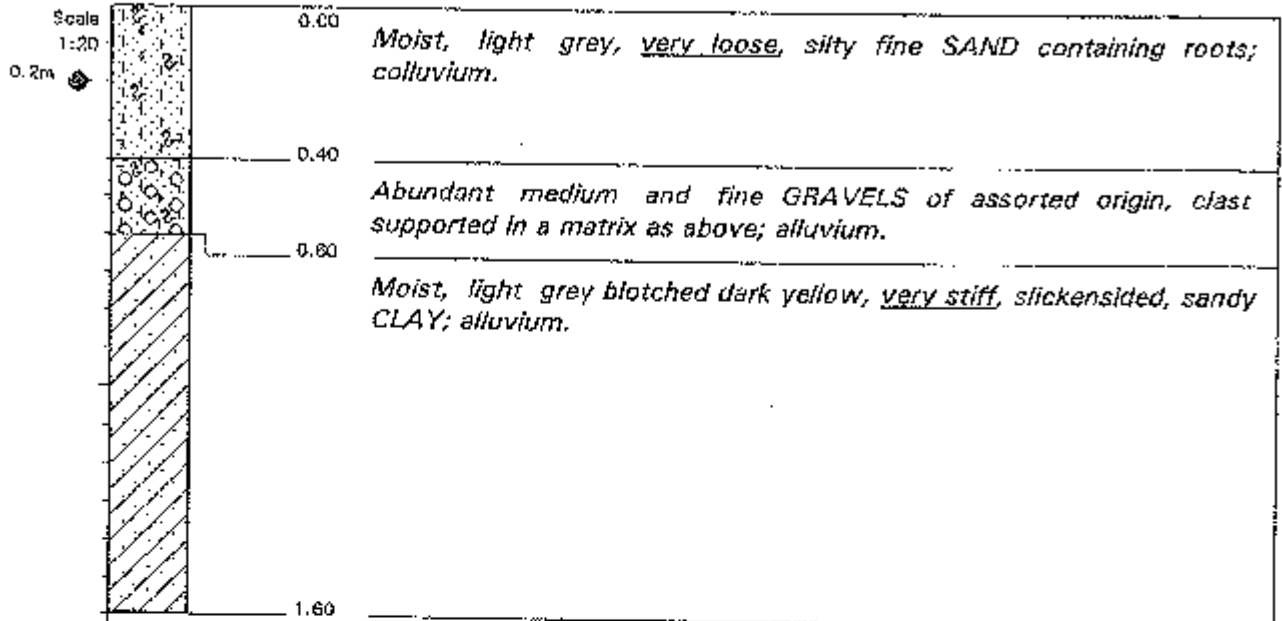 Scale
1:20
0.2m
0.00
Moist, light grey, very loose, silty fine SAND containing roots;
colluvium.
0.40
Abundant medium and fine GRAVELS of assorted origin, clast
supported in a matrix as above; alluvium.
0.60
Moist, light grey blotched dark yellow, very stiff, slickensided, sandy
CLAY; alluvium.
1.60